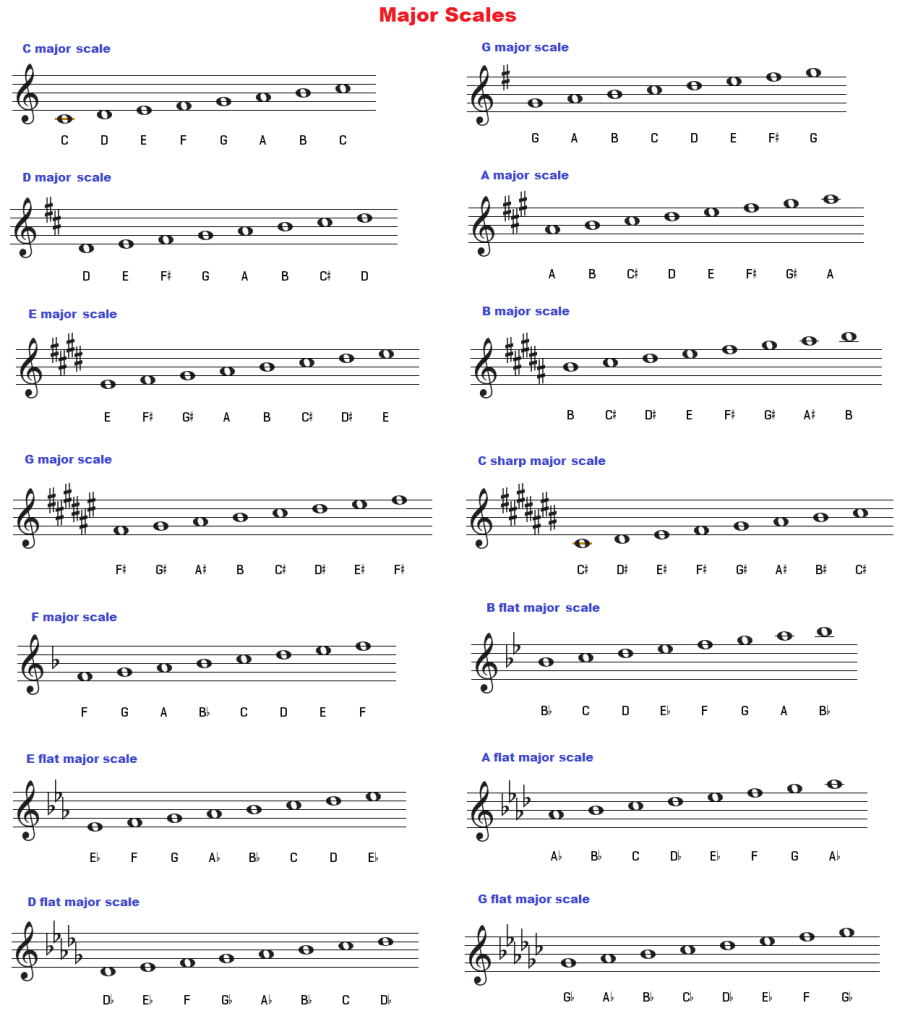 Major Scales
C major scale
C D E F G A B C
G major scale
G A B C D E F♯ G
D major scale
D E F♯ G A B C♯ D
A major scale
A B C♯ D E F♯ G♯ A
E major scale
E F♯ G♯ A B C♯ D♯ E
B major scale
B C♯ D♯ E F♯ G♯ A♯ B
G major scale
F♯ G♯ A♯ B C♯ D♯ E♯ F♯
C sharp major scale
C♯ D♯ E♯ F♯ G♯ A♯ B♯ C♯
F major scale
F G A B♭ C D E F
B flat major scale
B♭ C D E♭ F G A B♭
E flat major scale
E♭ F G A♭ B♭ C D E♭
A flat major scale
A♭ B♭ C D♭ E♭ F G A♭
D flat major scale
D♭ E♭ F G♭ A♭ B♭ C D♭
G flat major scale
G♭ A♭ B♭ C♭ D♭ E♭ F G♭